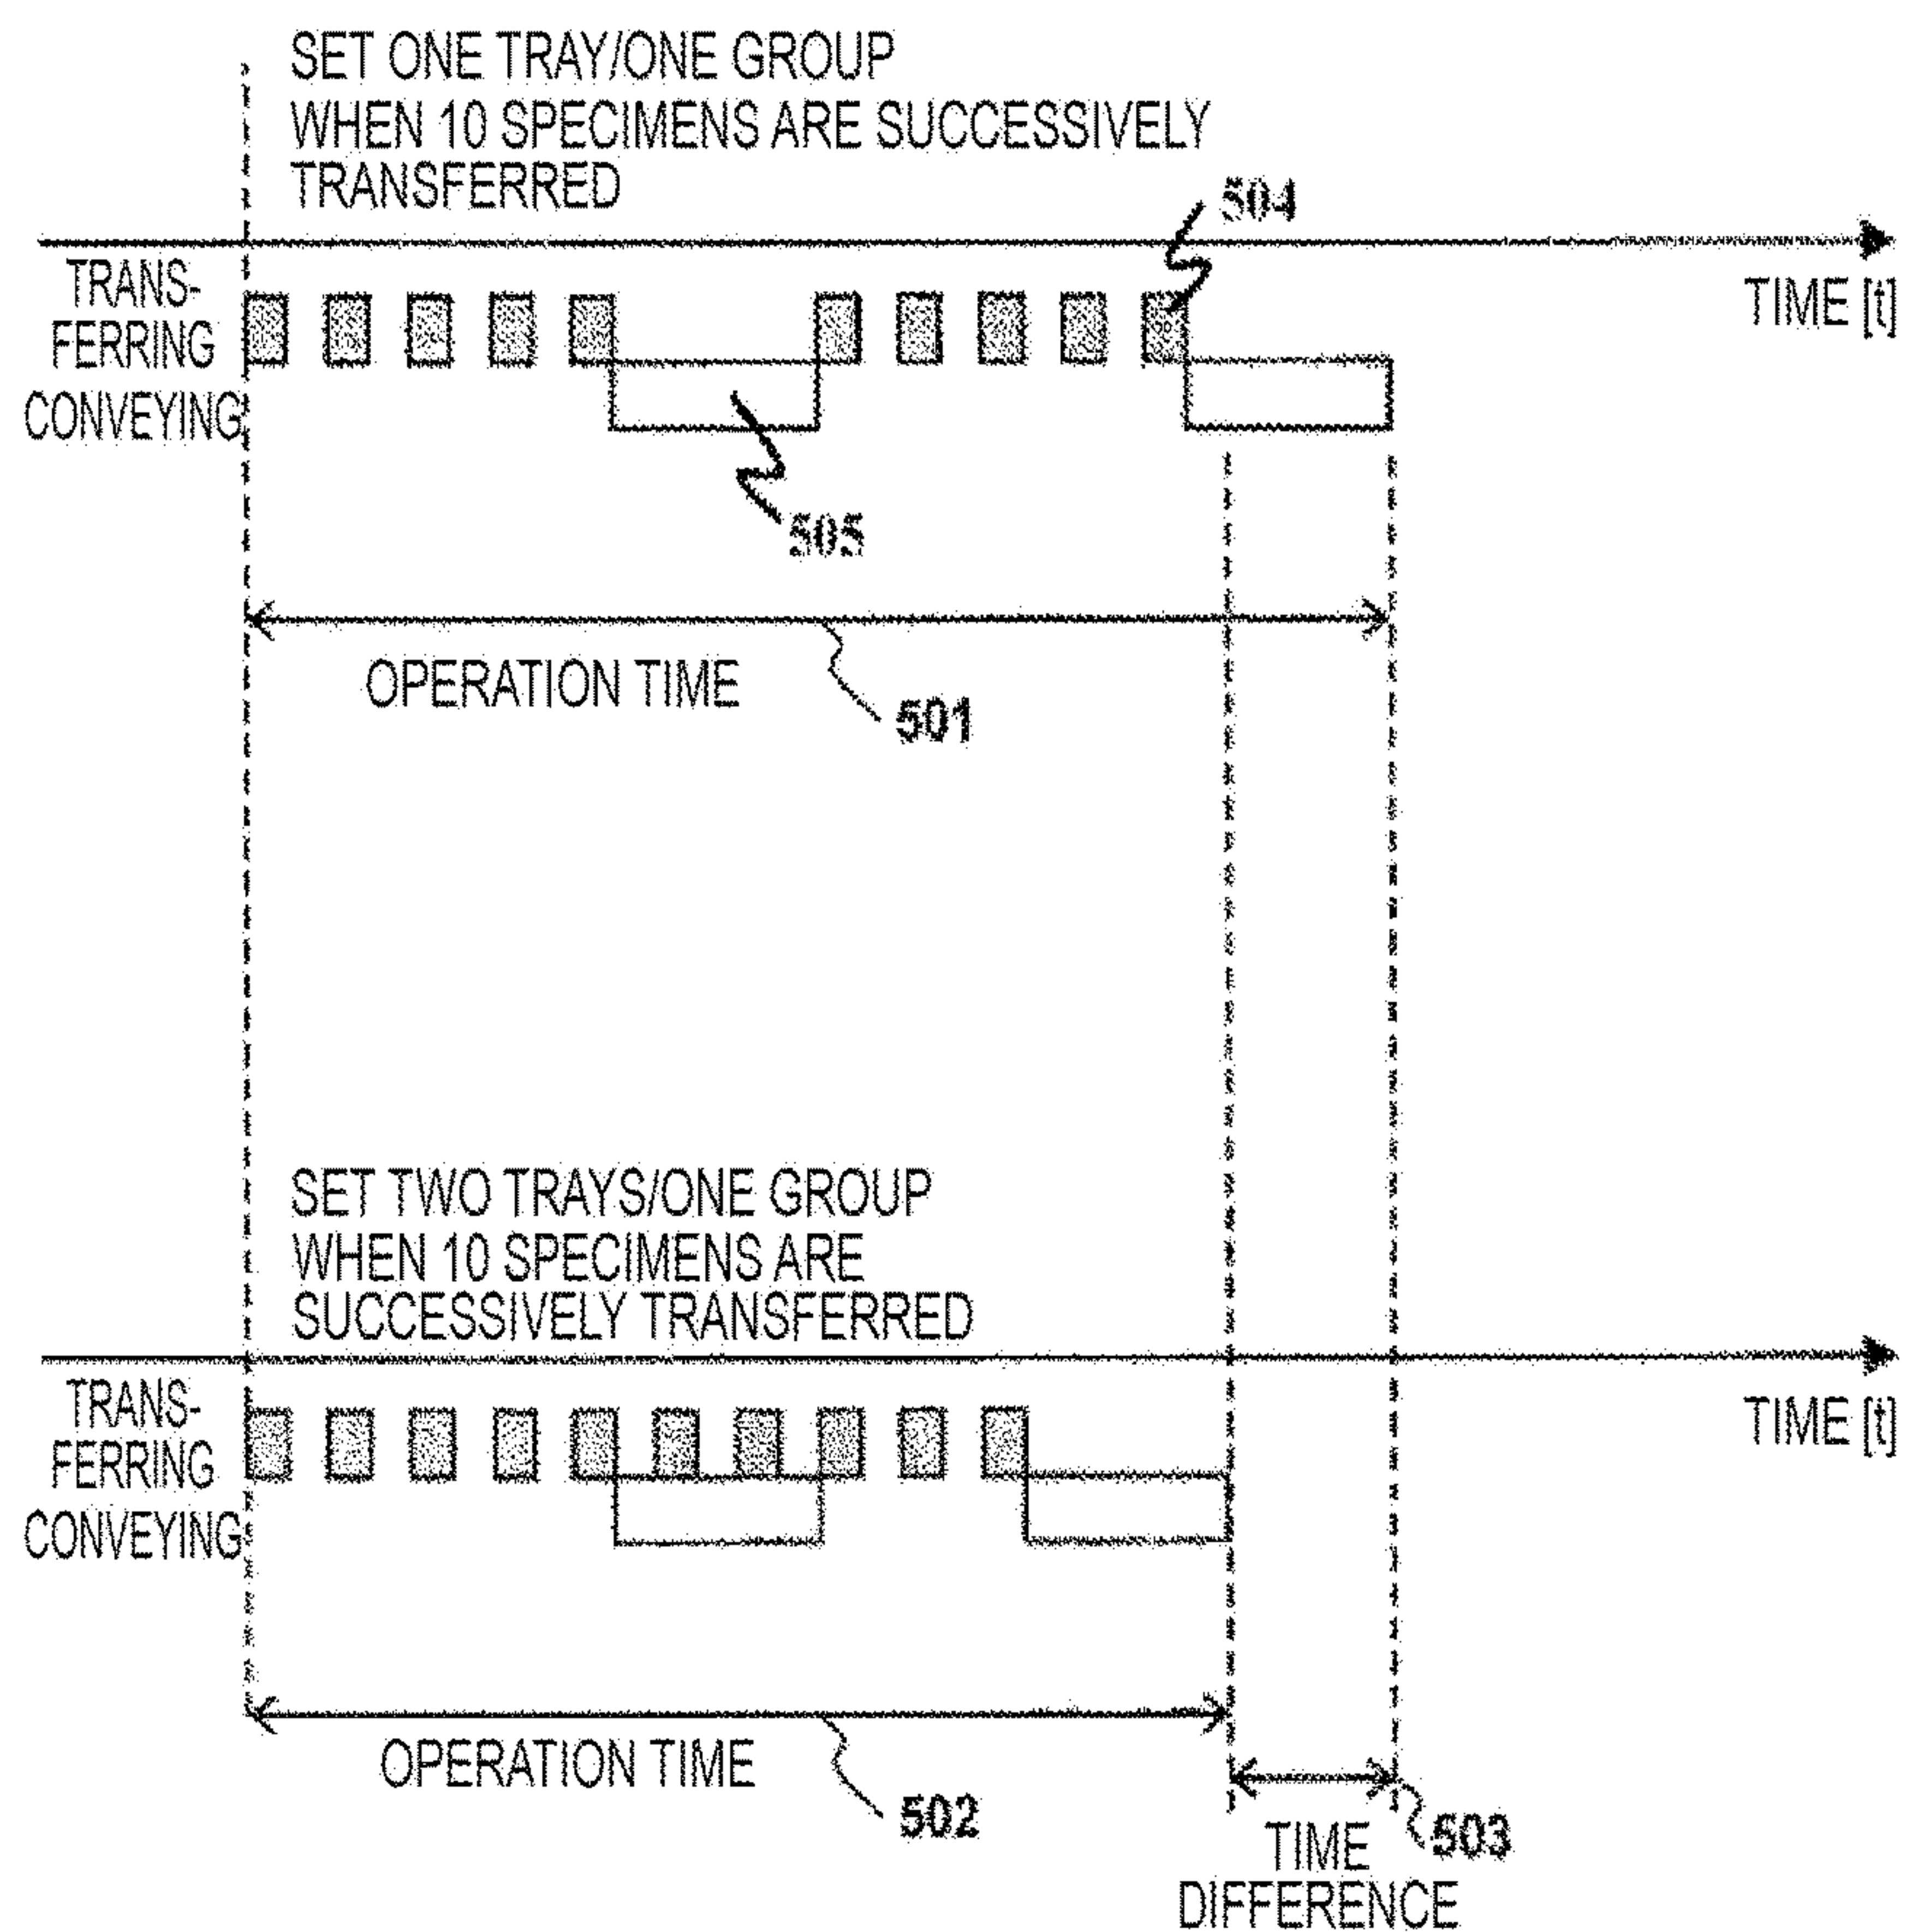 SET ONE TRAY/ONE GROUP
WHEN 10 SPECIMENS ARE SUCCESSIVELY
TRANSFERRED
504
TRANS-
FERRING
CONVEYING
TIME [t]
505
OPERATION TIME
501
SET TWO TRAYS/ONE GROUP
WHEN 10 SPECIMENS ARE
SUCCESSIVELY TRANSFERRED
TRANS-
FERRING
CONVEYING
TIME [t]
OPERATION TIME
502
503
TIME
DIFFERENCE